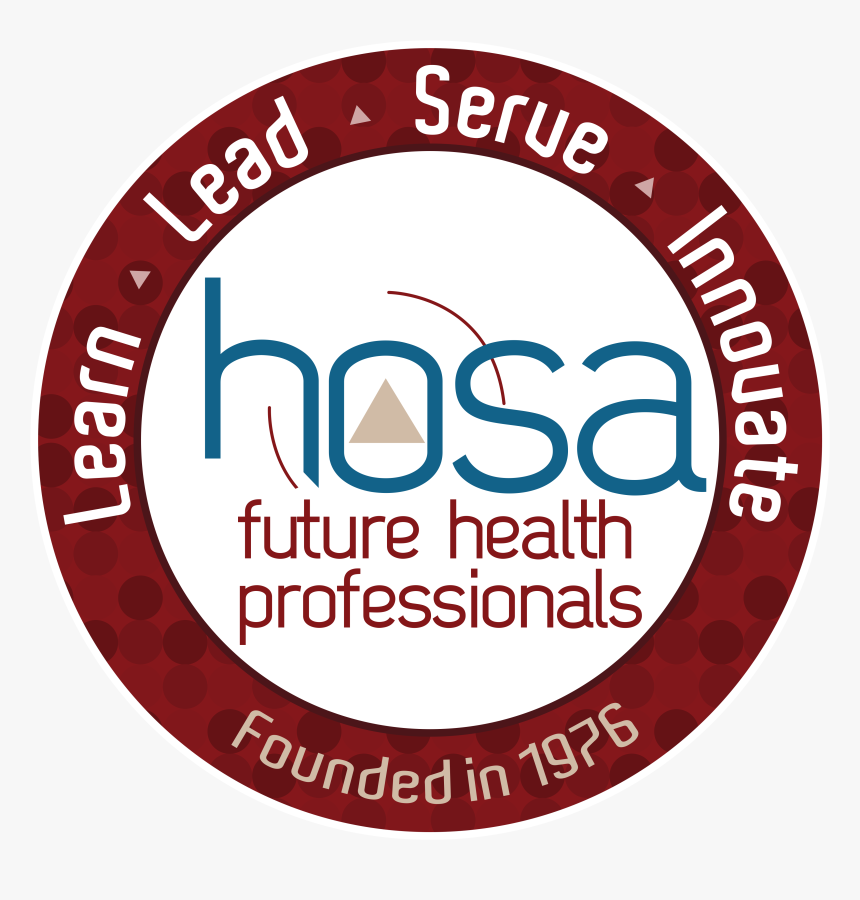 Learn Lead Serve Innovate
hosa
future health
professionals
Founded in 1976